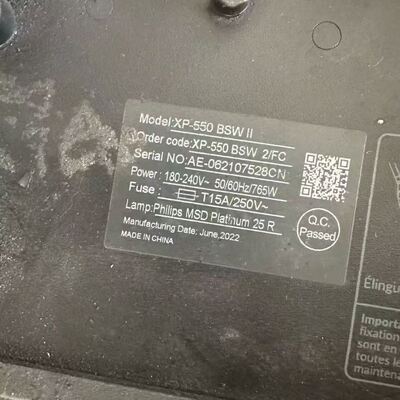 Model:XP-550 BSW II
Order code:XP-550 BSW 2/FC
Serial NO:AE-062107528CN
Power : 180-240V~ 50/60Hz/765W
Fuse : T15A/250V~
Lamp:Philips MSD Platinum 25 R
Manufacturing Date: June,2022
MADE IN CHINA
Q.C.
Passed
Élingu
Importa
fixation
sont en
toutes le
maintena